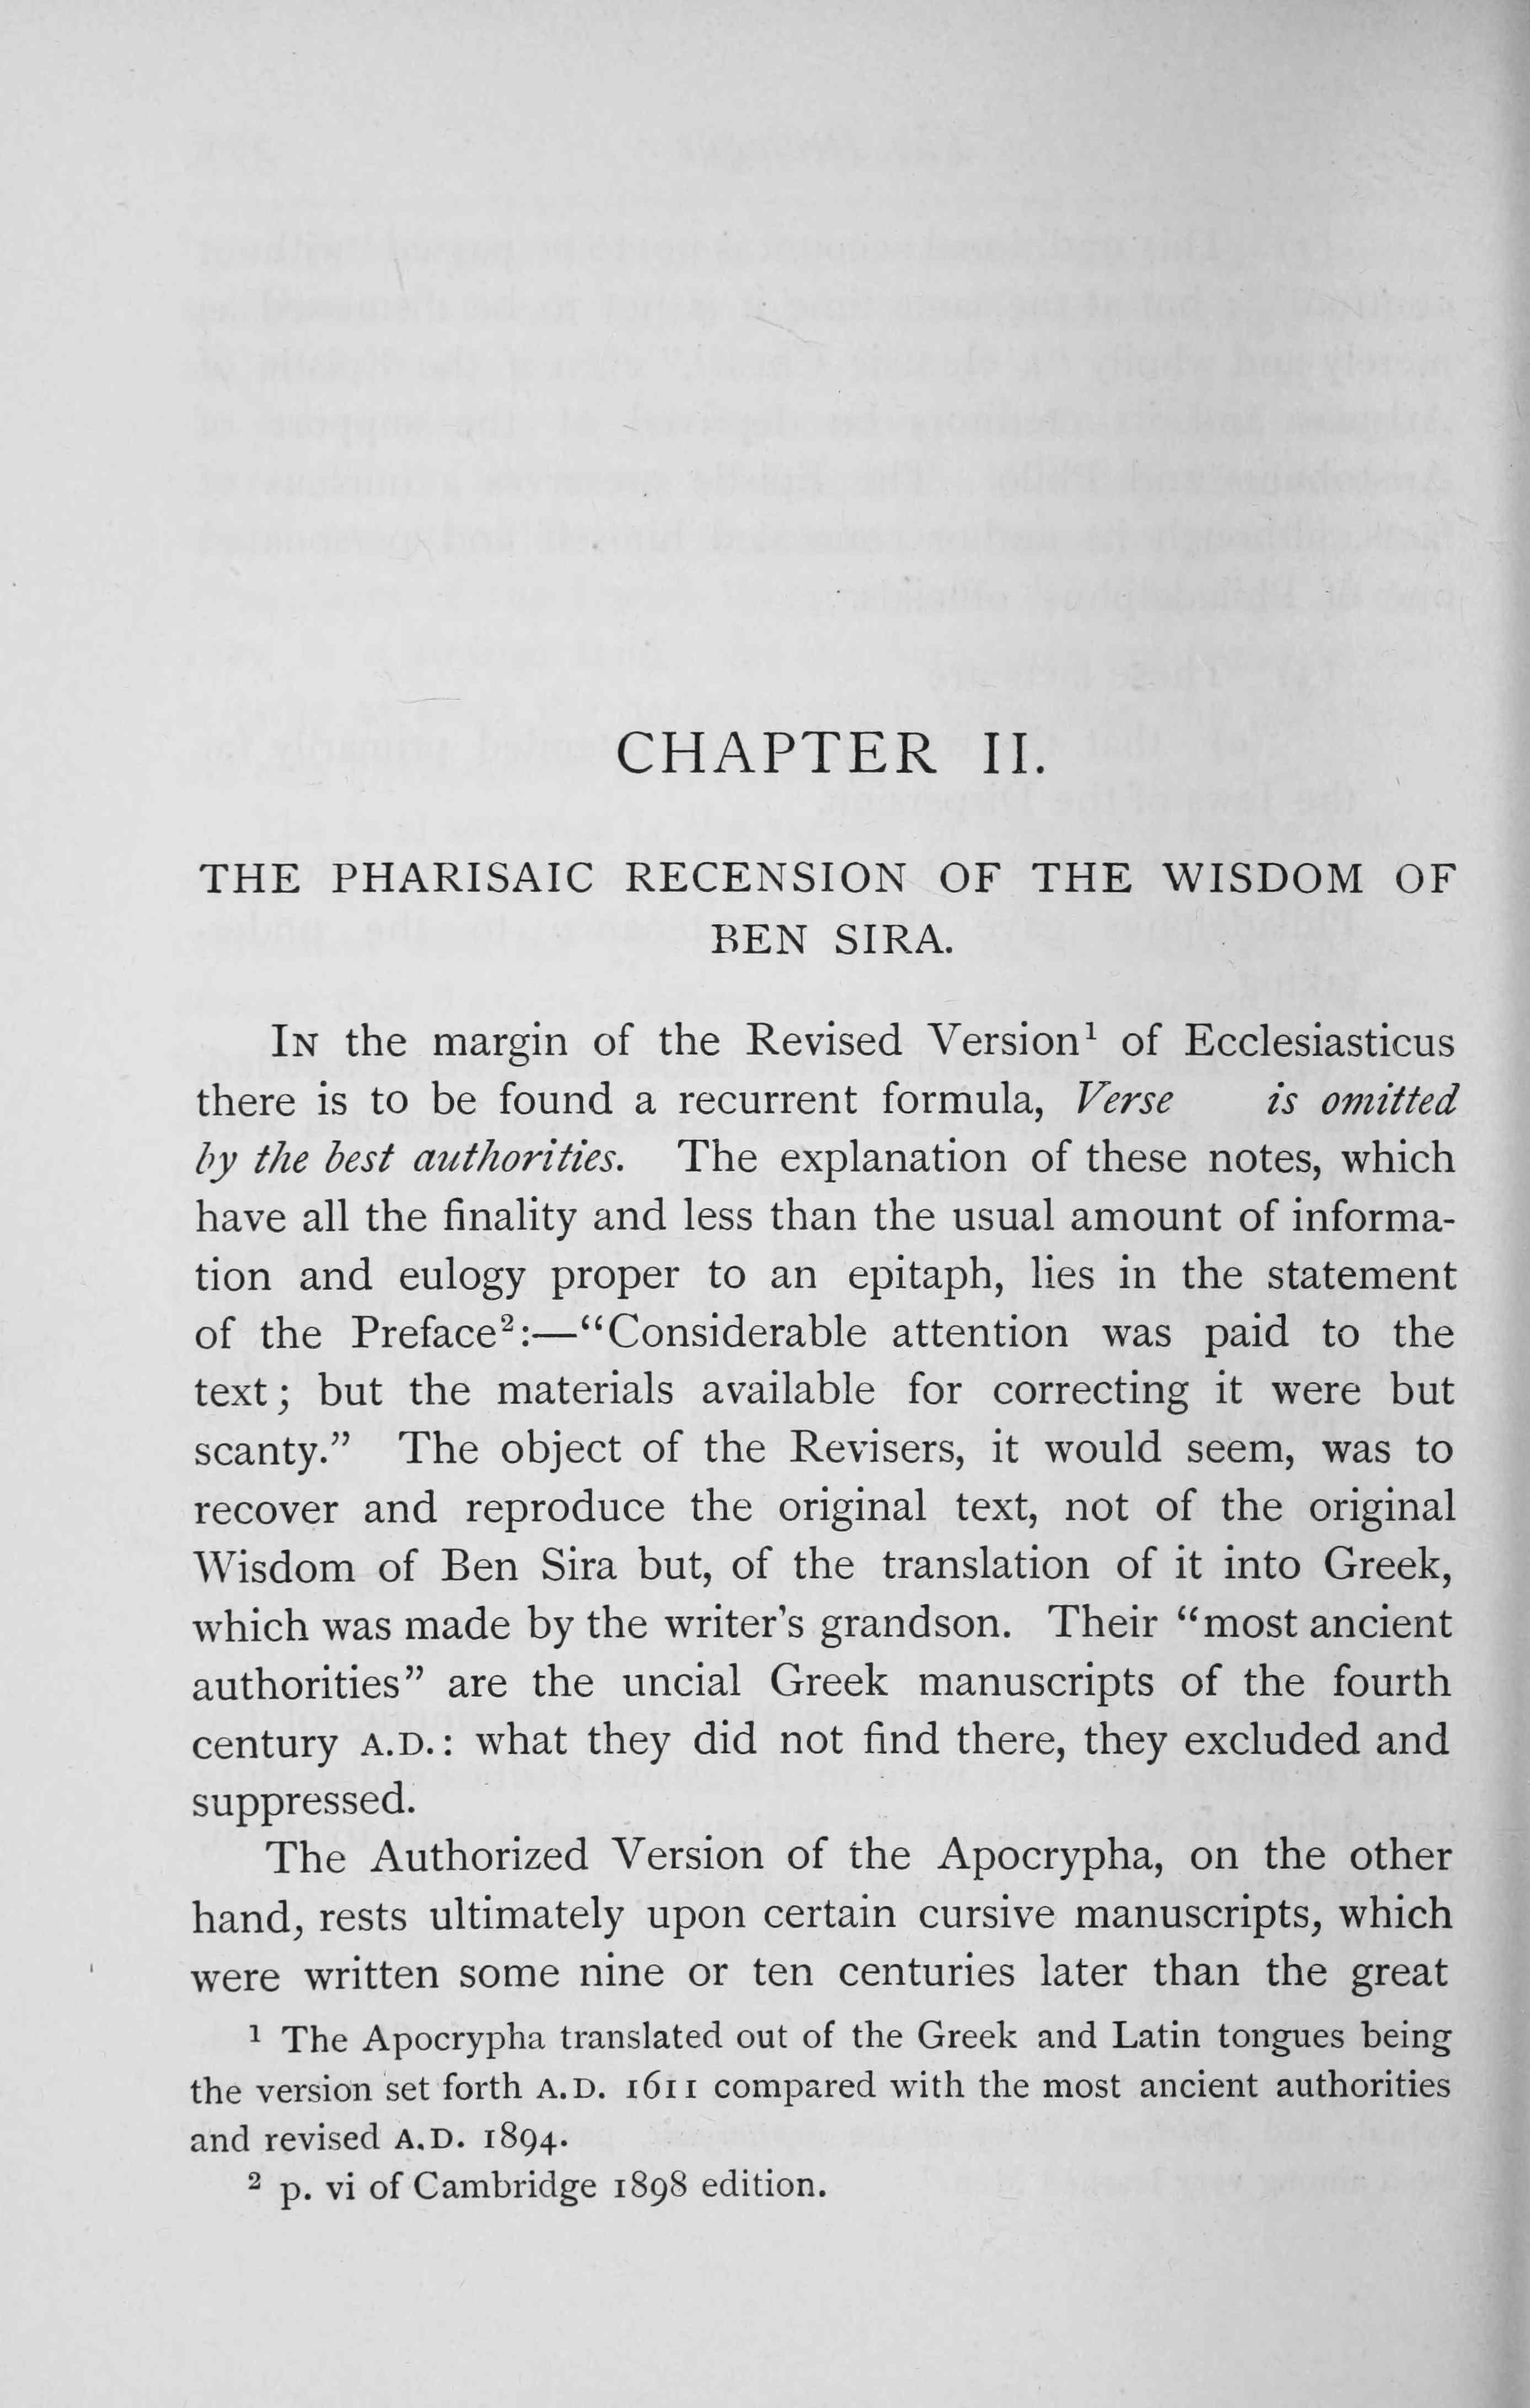 CHAPTER II.
THE PHARISAIC RECENSION OF THE WISDOM OF
BEN SIRA.
IN the margin of the Revised Version¹ of Ecclesiasticus
there is to be found a recurrent formula, Verse is omitted
by the best authorities. The explanation of these notes, which
have all the finality and less than the usual amount of informa-
tion and eulogy proper to an epitaph, lies in the statement
of the Preface²:—“Considerable attention was paid to the
text; but the materials available for correcting it were but
scanty.” The object of the Revisers, it would seem, was to
recover and reproduce the original text, not of the original
Wisdom of Ben Sira but, of the translation of it into Greek,
which was made by the writer’s grandson. Their “most ancient
authorities” are the uncial Greek manuscripts of the fourth
century A.D.: what they did not find there, they excluded and
suppressed.
The Authorized Version of the Apocrypha, on the other
hand, rests ultimately upon certain cursive manuscripts, which
were written some nine or ten centuries later than the great
¹ The Apocrypha translated out of the Greek and Latin tongues being
the version set forth A.D. 1611 compared with the most ancient authorities
and revised A.D. 1894.
² p. vi of Cambridge 1898 edition.